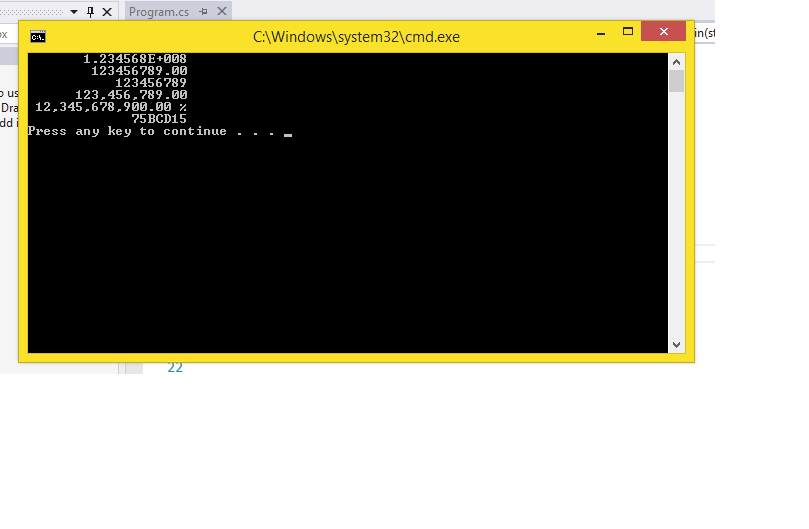 Program.cs
ox
C:\Windows\system32\cmd.exe
in(st
1.234568E+008
o us
123456789.00
123456789
123,456,789.00
Dra
12,345,678,900.00 %
75BCD15
dd i
Press any key to continue . . . _
22